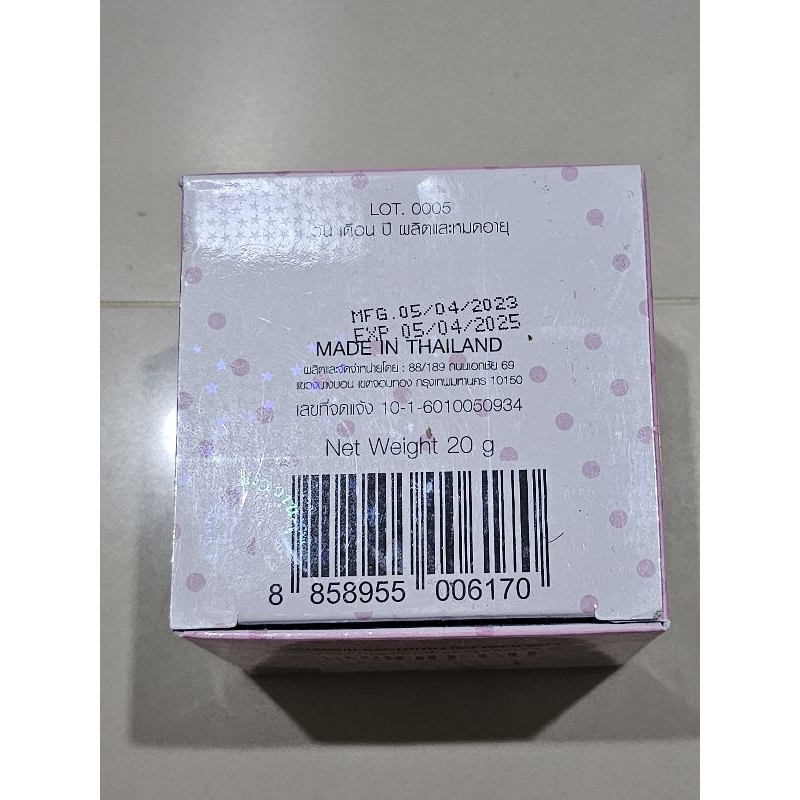 LOT. 0005
วัน เดือน ปี ผลิตและหมดอายุ
MFG.05/04/2023
EXP 05/04/2025
MADE IN THAILAND
ผลิตและจัดจำหน่ายโดย : 88/189 ถนนเอกชัย 69
แขวงบางบอน เขตจอมทอง กรุงเทพมหานคร 10150
เลขที่จดแจ้ง 10-1-6010050934
Net Weight 20 g
8 858955 006170